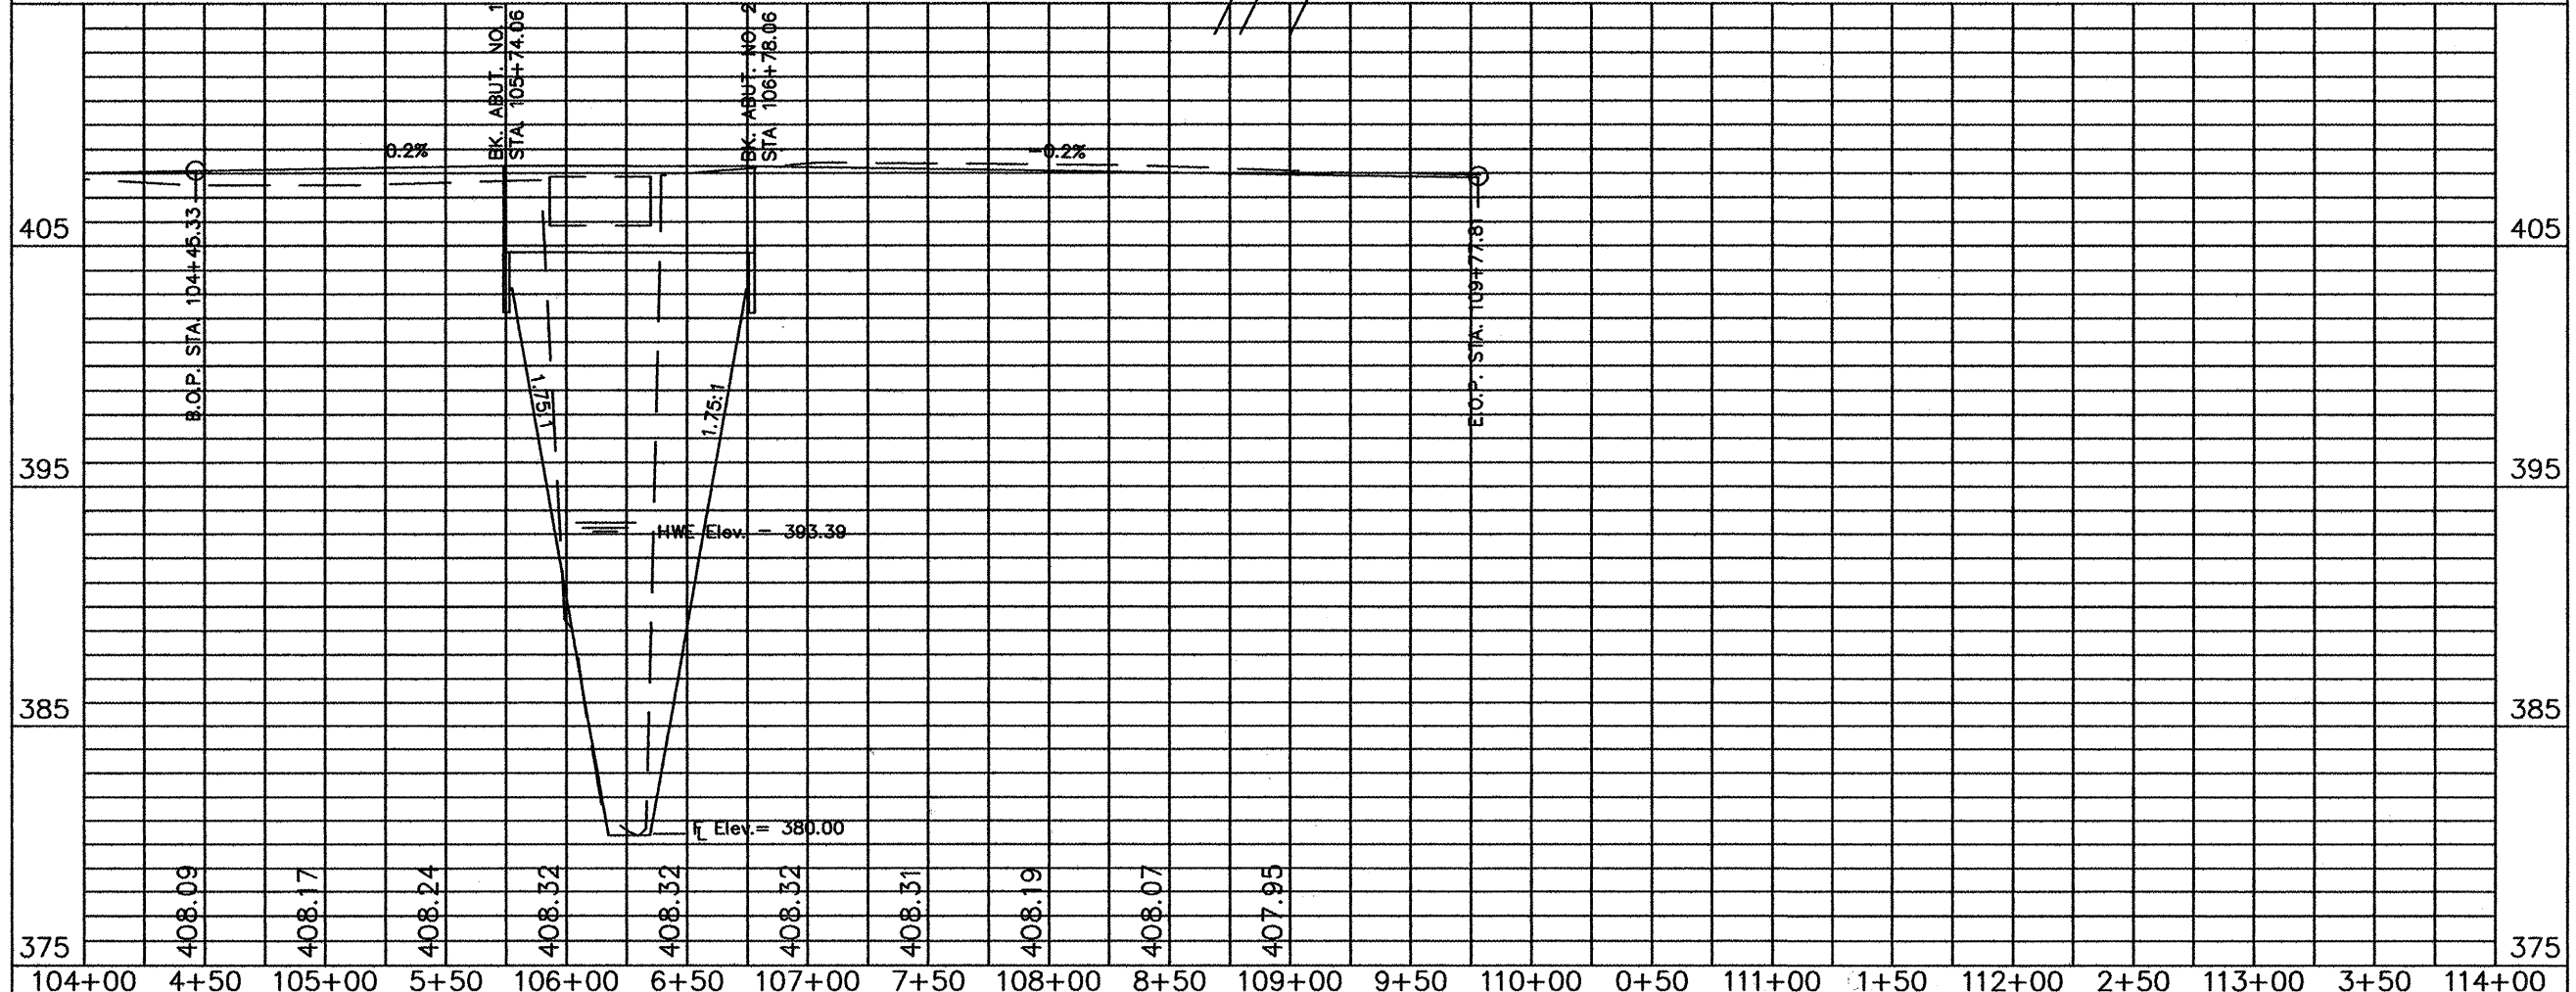 BK. ABUT. NO. 1
STA. 105+74.06
BK. ABUT. NO. 2
STA. 106+78.06
0.2%
-0.2%
B.O.P. STA. 104+46.33
E.O.P. STA. 109+77.81
405
405
1.75:1
1.75:1
395
395
HWE Elev. = 393.39
385
385
FL Elev.= 380.00
408.09
408.17
408.24
408.32
408.32
408.32
408.31
408.19
408.07
407.95
375
375
104+00 4+50 105+00 5+50 106+00 6+50 107+00 7+50 108+00 8+50 109+00 9+50 110+00 0+50 111+00 1+50 112+00 2+50 113+00 3+50 114+00